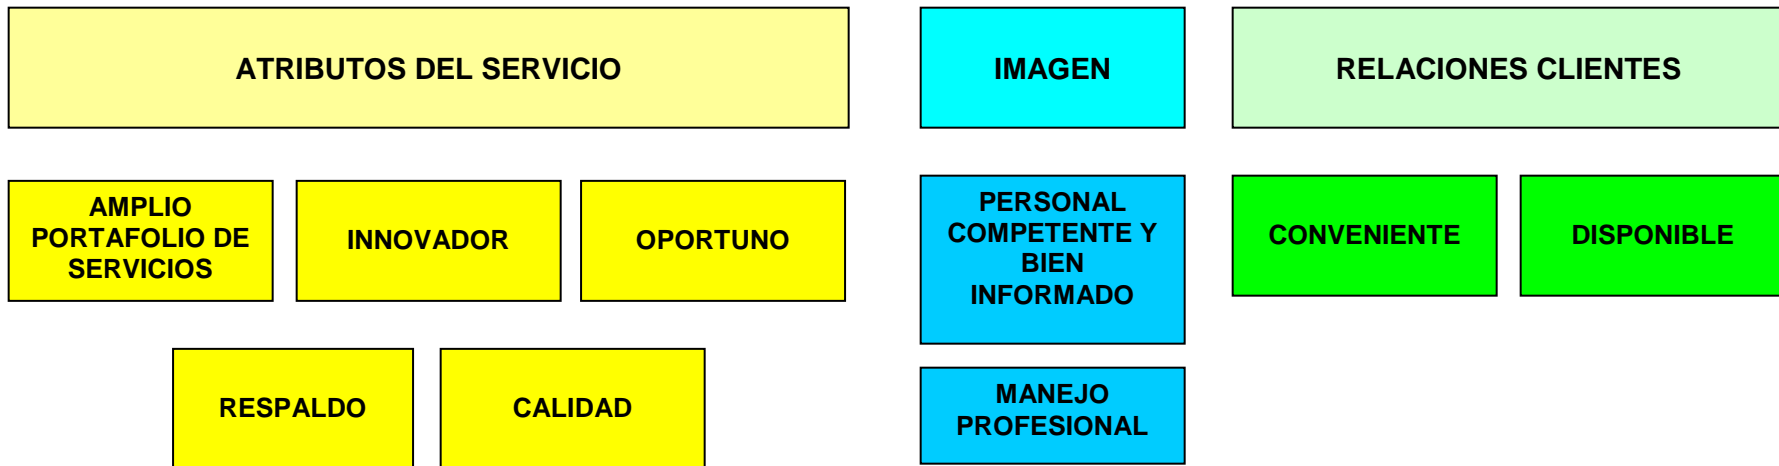 ATRIBUTOS DEL SERVICIO
IMAGEN
RELACIONES CLIENTES
AMPLIO
PORTAFOLIO DE
SERVICIOS
INNOVADOR
OPORTUNO
PERSONAL
COMPETENTE Y
BIEN
INFORMADO
CONVENIENTE
DISPONIBLE
RESPALDO
CALIDAD
MANEJO
PROFESIONAL